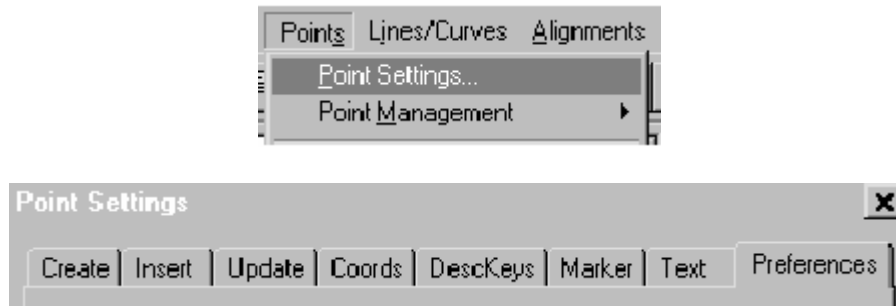 Points Lines/Curves Alignments
Point Settings...
Point Management
Point Settings
Create Insert Update Coords DescKeys Marker Text Preferences